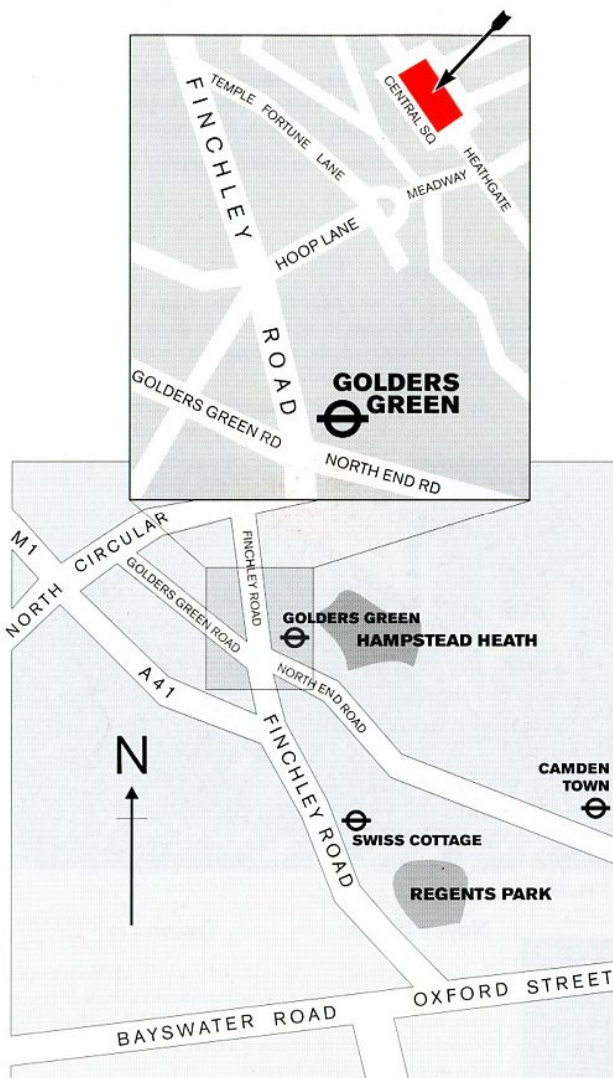 FINCHLEY ROAD
TEMPLE FORTUNE LANE
CENTRAL SQ
HEATHGATE
MEADWAY
HOOP LANE
GOLDERS
GREEN
GOLDERS GREEN RD
NORTH END RD
M1
NORTH CIRCULAR
FINCHLEY ROAD
GOLDERS GREEN ROAD
GOLDERS GREEN
HAMPSTEAD HEATH
A41
NORTH END ROAD
N
FINCHLEY ROAD
CAMDEN
TOWN
SWISS COTTAGE
REGENTS PARK
OXFORD STREET
BAYSWATER ROAD